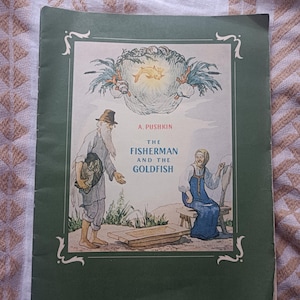 A. PUSHKIN
THE
FISHERMAN
AND THE
GOLDFISH